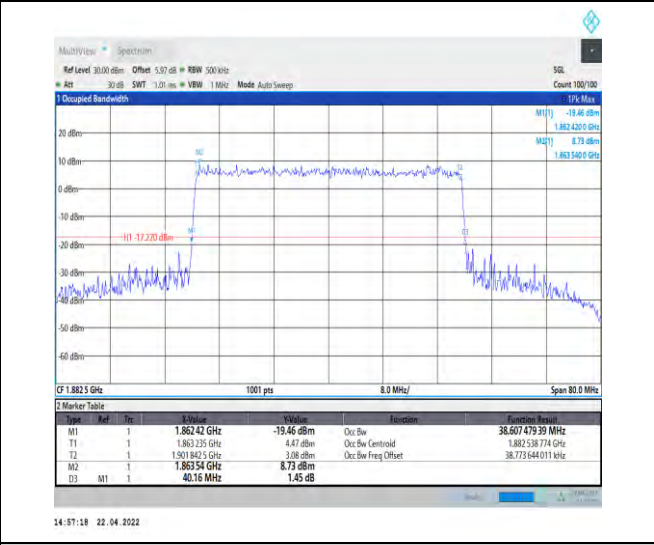 MultiView Spectrum
Ref Level 30.00 dBm Offset 5.97 dB RBW 500 kHz SGL
Att 30 dB SWT 1.01 ms VBW 1 MHz Mode Auto Sweep Count 100/100
1 Occupied Bandwidth 1Pk Max
M1[1] -19.46 dBm
1.862 420 0 GHz
20 dBm
M2[1] 8.73 dBm
1.863 540 0 GHz
M2
10 dBm
0 dBm
-10 dBm
M1
H1 -17.270 dBm
D3
-20 dBm
-30 dBm
-40 dBm
-50 dBm
-60 dBm
CF 1.882 5 GHz 1001 pts 8.0 MHz/ Span 80.0 MHz
2 Marker Table
Type Ref Trc X-Value Y-Value Function Function Result
M1 1 1.862 42 GHz -19.46 dBm Occ Bw 38.607 479 39 MHz
T1 1 1.863 235 GHz 4.47 dBm Occ Bw Centroid 1.882 538 774 GHz
T2 1 1.901 842 5 GHz 3.08 dBm Occ Bw Freq Offset 38.773 644 011 kHz
M2 1 1.863 54 GHz 8.73 dBm
D3 M1 1 40.16 MHz 1.45 dB
14:57:18 22.04.2022